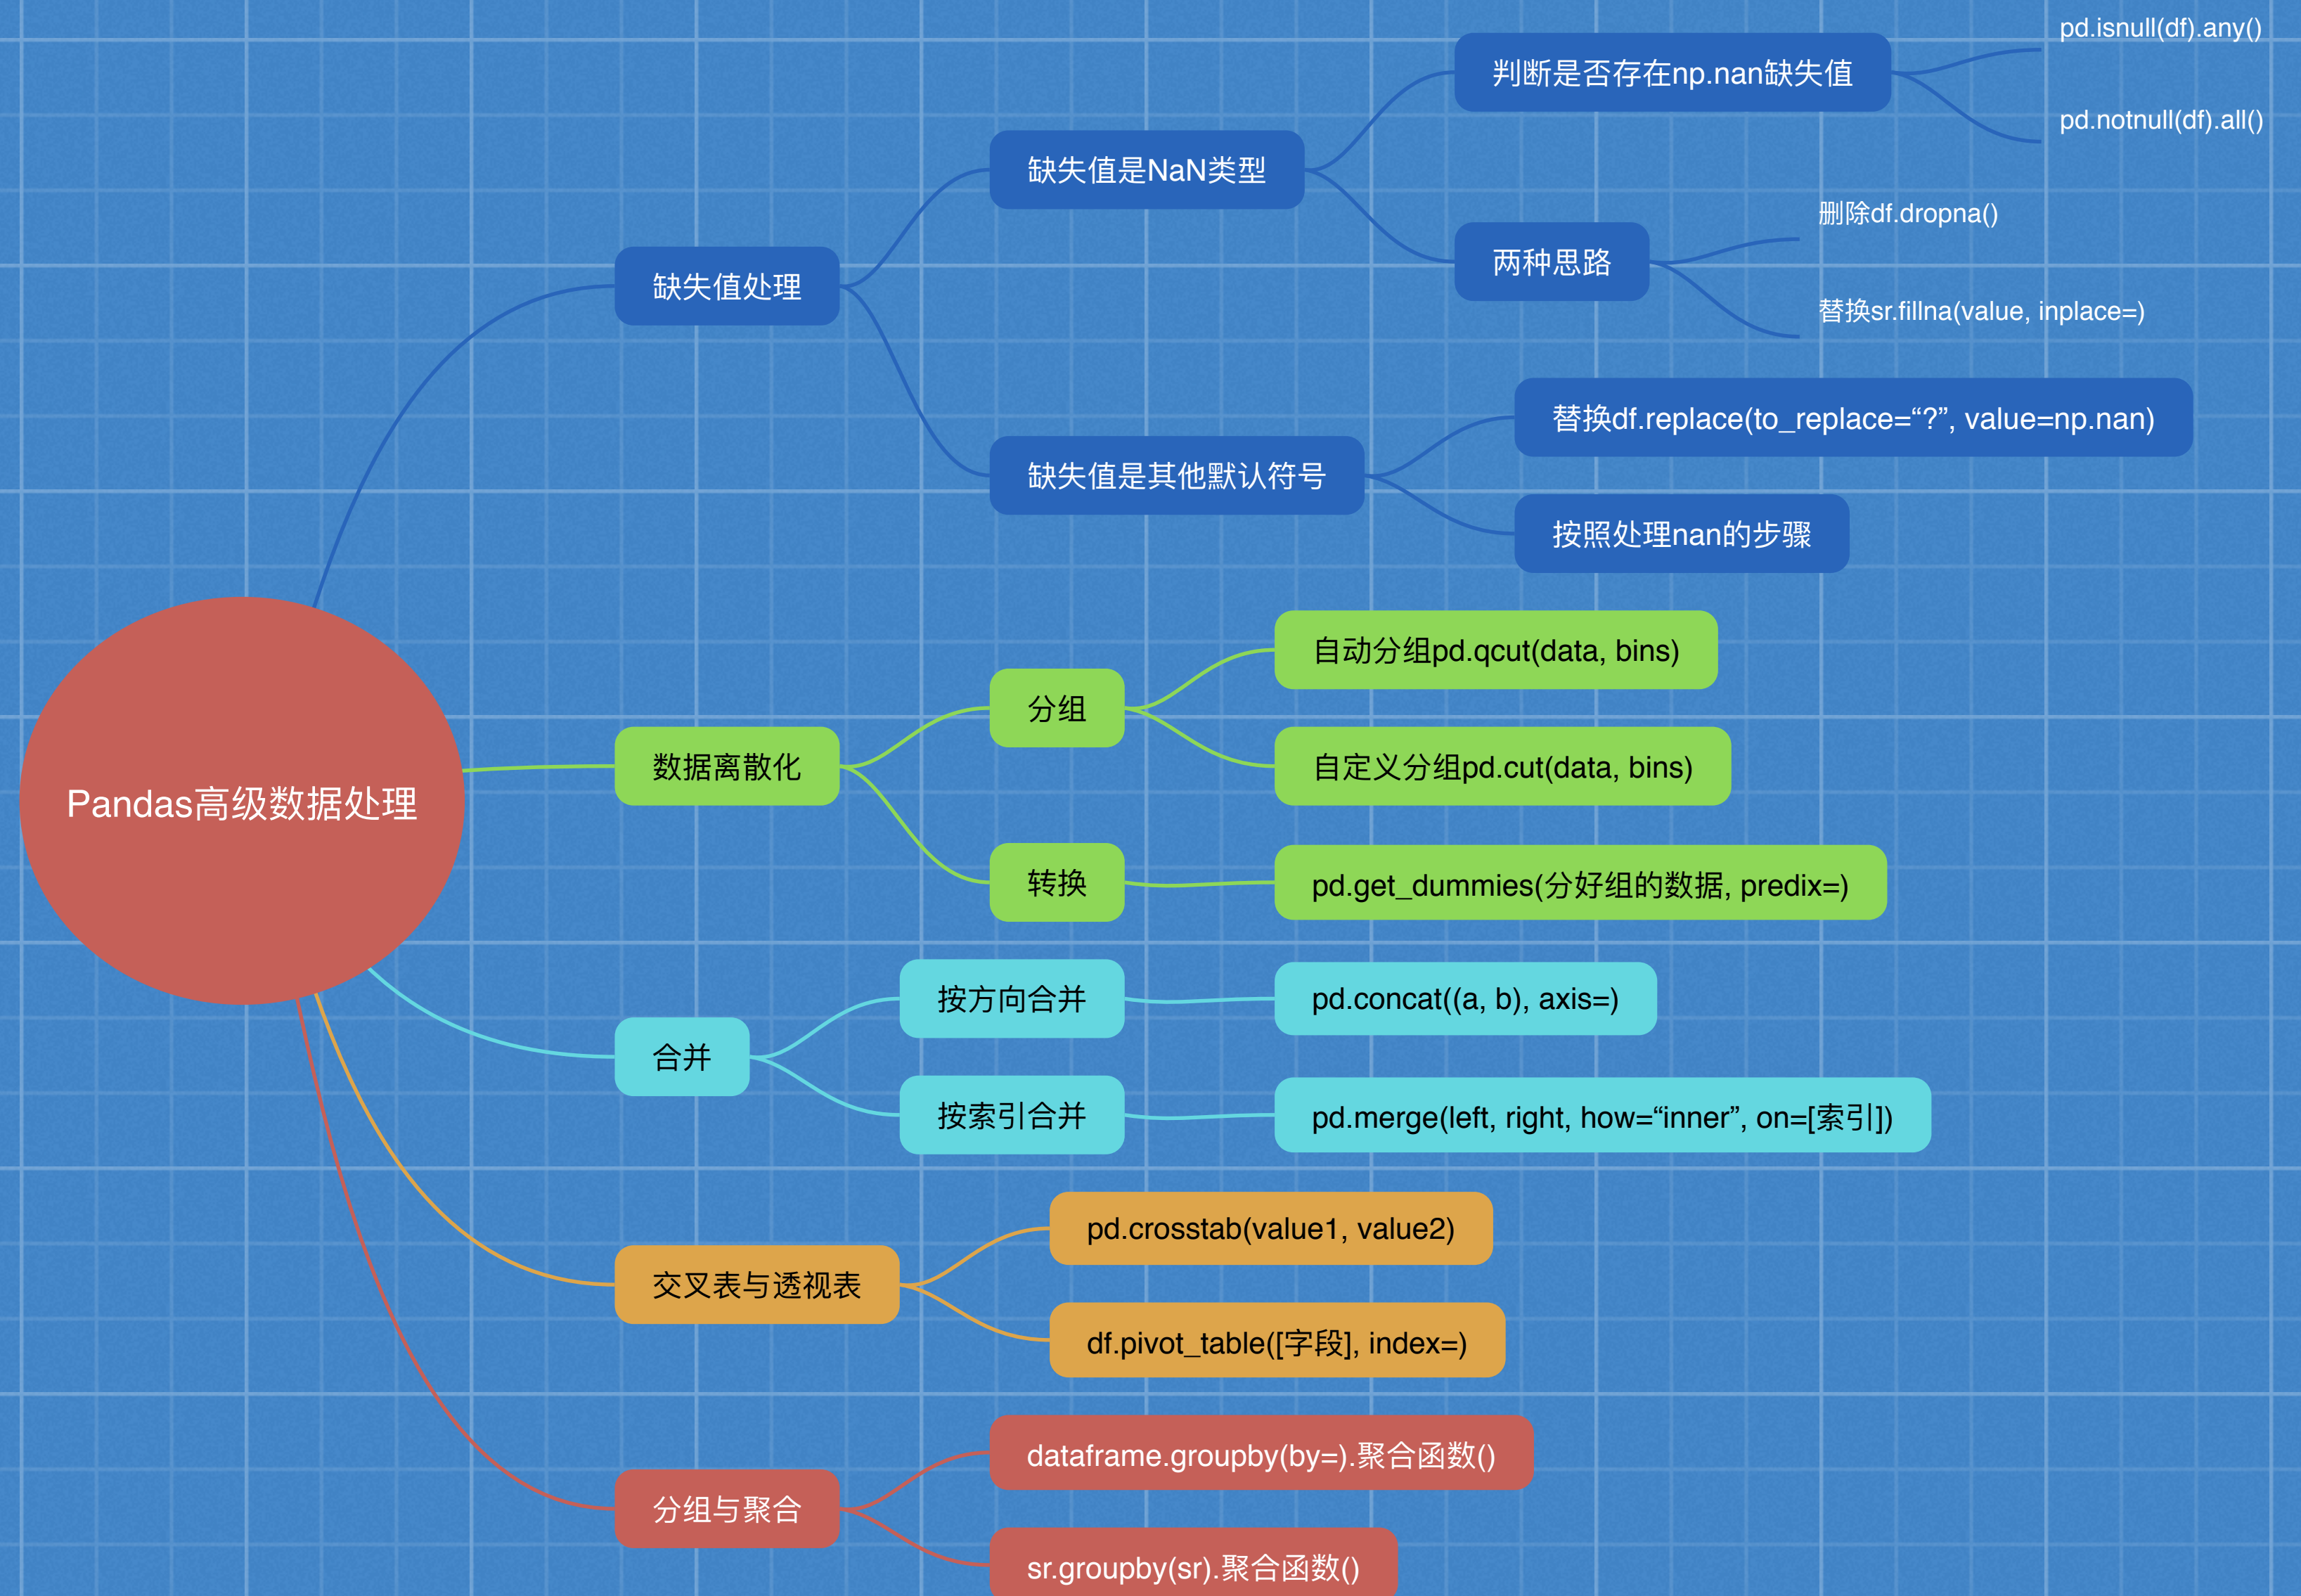 Pandas高级数据处理
缺失值处理
缺失值是NaN类型
判断是否存在np.nan缺失值
pd.isnull(df).any()
pd.notnull(df).all()
两种思路
删除df.dropna()
替换sr.fillna(value, inplace=)
缺失值是其他默认符号
替换df.replace(to_replace=“?”, value=np.nan)
按照处理nan的步骤
数据离散化
分组
自动分组pd.qcut(data, bins)
自定义分组pd.cut(data, bins)
转换
pd.get_dummies(分好组的数据, predix=)
合并
按方向合并
pd.concat((a, b), axis=)
按索引合并
pd.merge(left, right, how=“inner”, on=[索引])
交叉表与透视表
pd.crosstab(value1, value2)
df.pivot_table([字段], index=)
分组与聚合
dataframe.groupby(by=).聚合函数()
sr.groupby(sr).聚合函数()